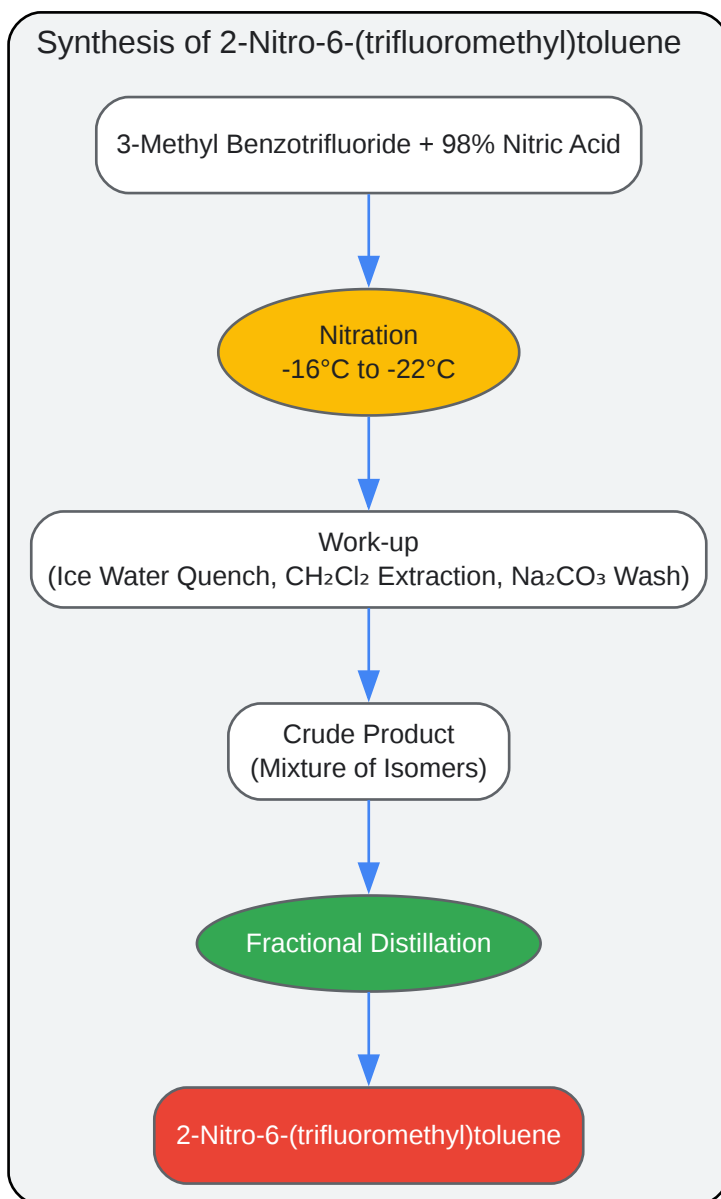 Synthesis of 2-Nitro-6-(trifluoromethyl)toluene
3-Methyl Benzotrifluoride + 98% Nitric Acid
Nitration
-16°C to -22°C
Work-up
(Ice Water Quench, CH₂Cl₂ Extraction, Na₂CO₃ Wash)
Crude Product
(Mixture of Isomers)
Fractional Distillation
2-Nitro-6-(trifluoromethyl)toluene